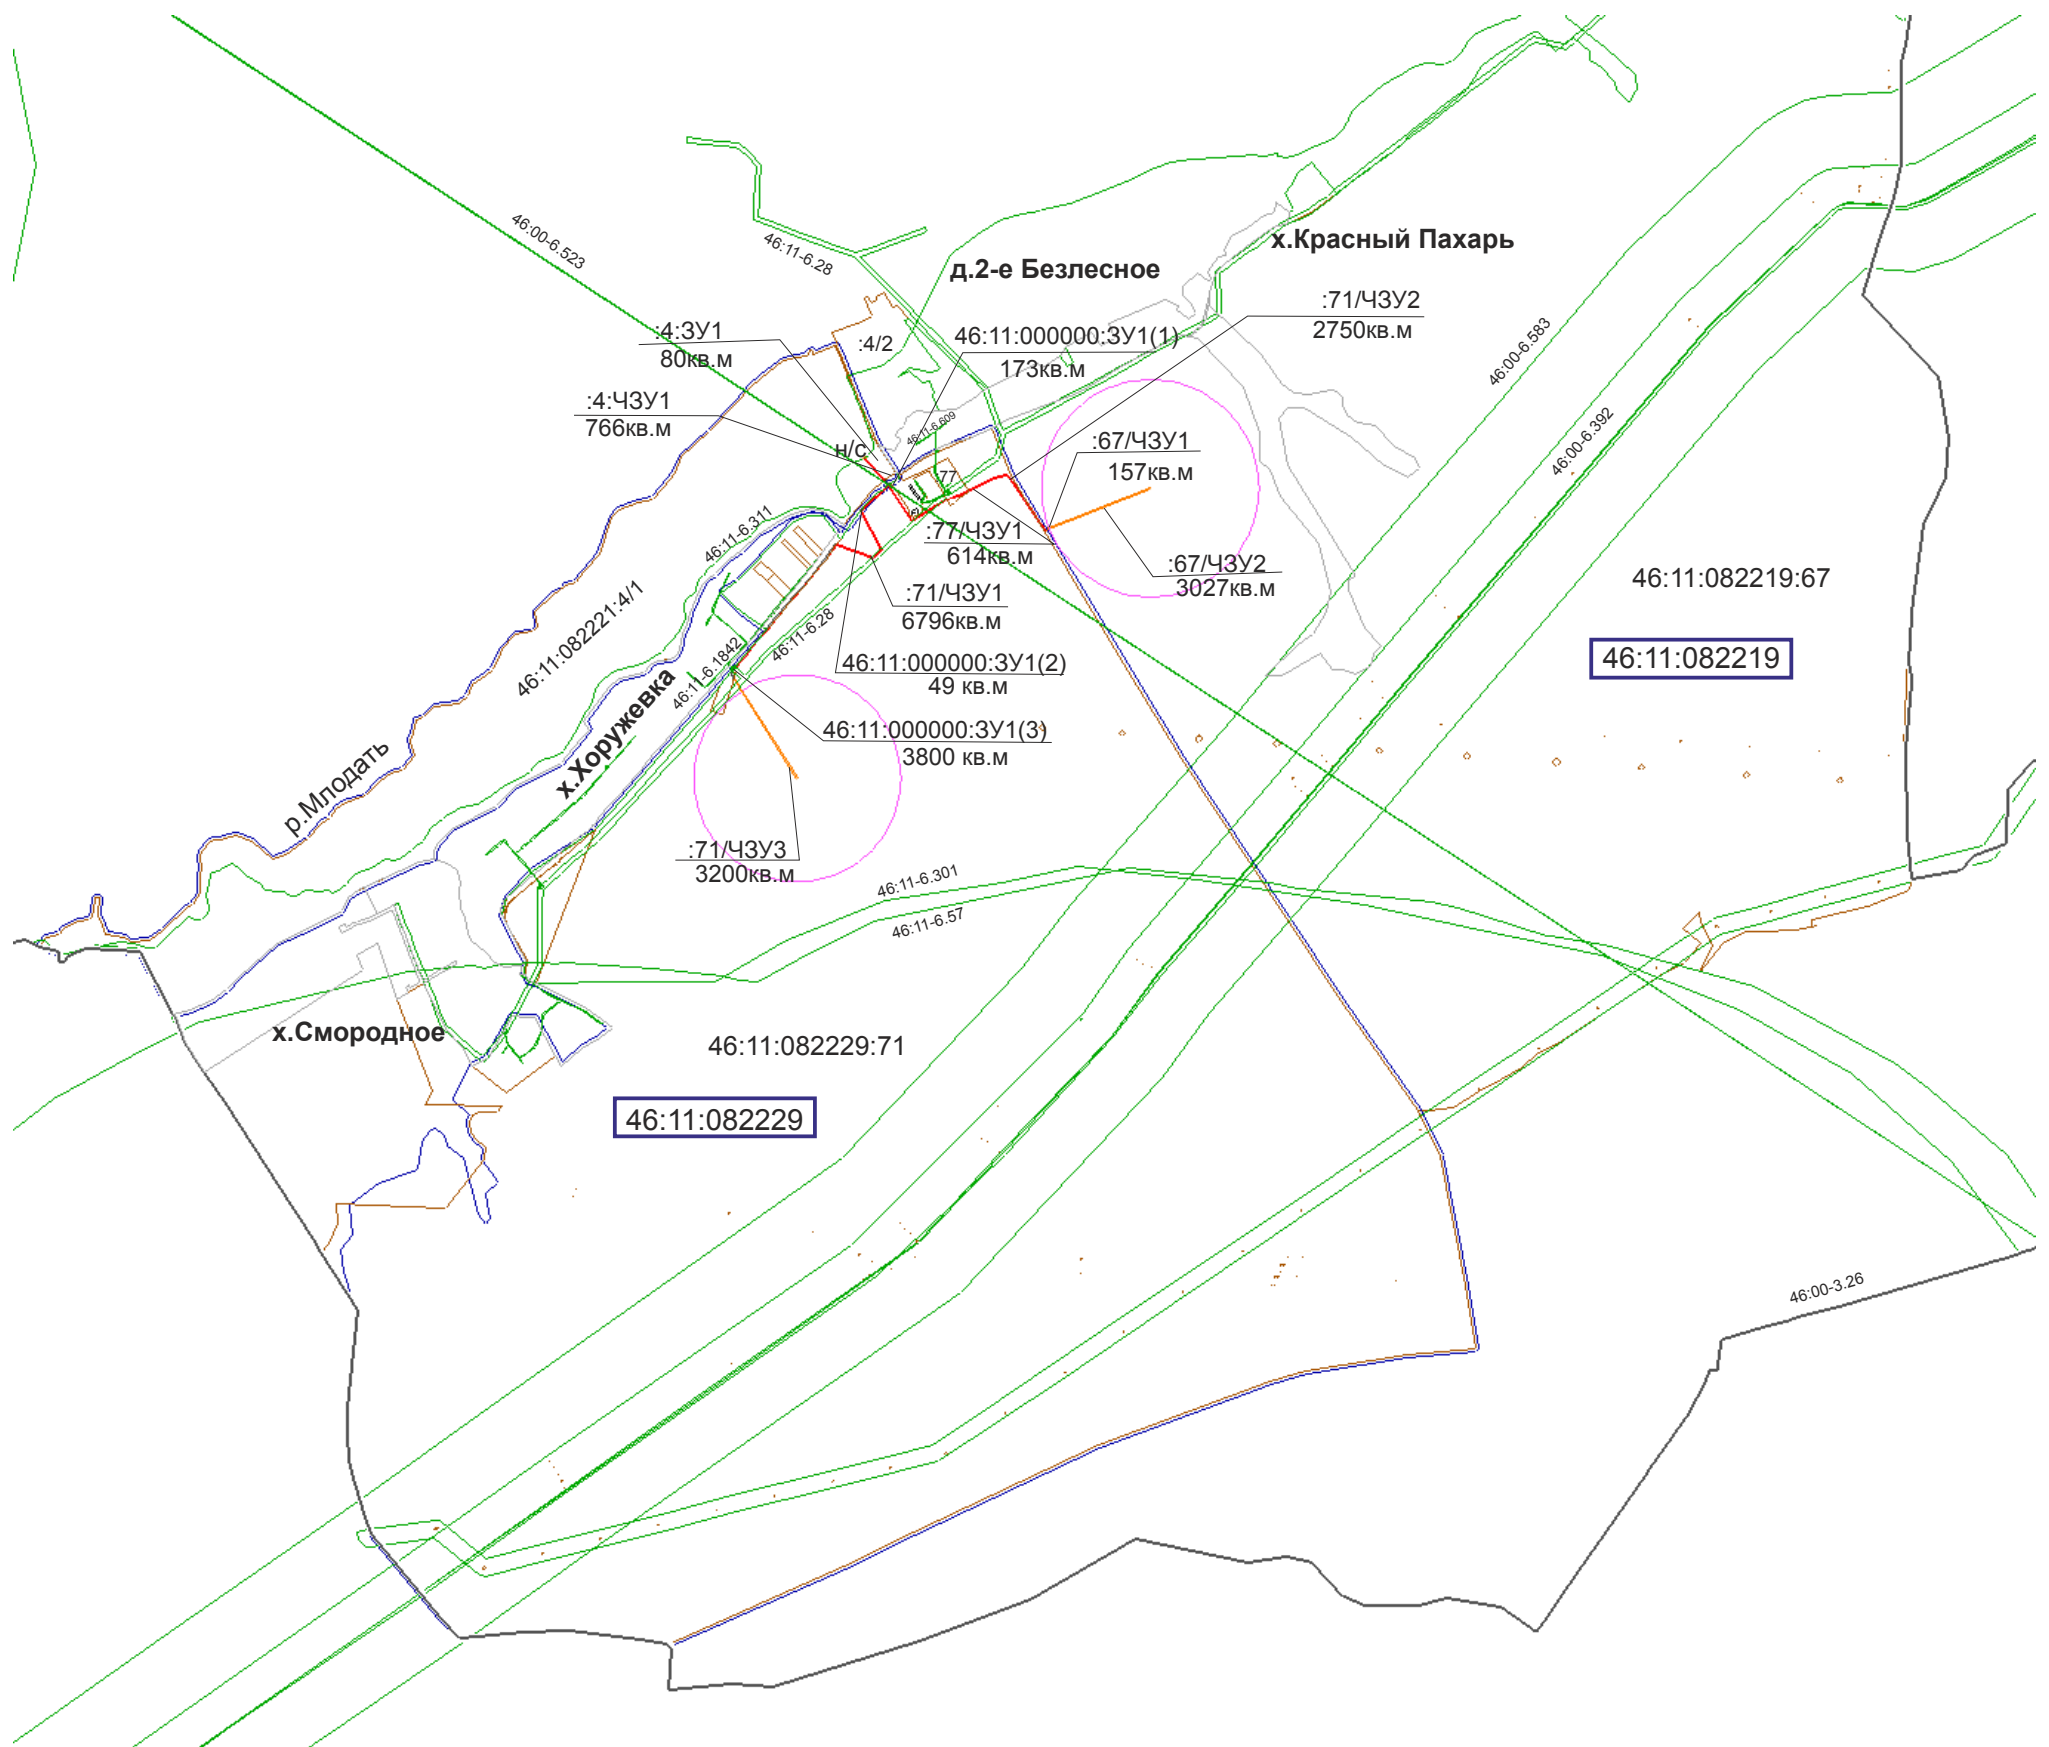 46:00-6.523
46:11-6.28
х.Красный Пахарь
д.2-е Безлесное
:71/ЧЗУ2
2750кв.м
:4:ЗУ1
80кв.м
:4/2
46:11:000000:ЗУ1(1)
173кв.м
46:00-6.583
:4:ЧЗУ1
766кв.м
46:11-6.609
н/с
:67/ЧЗУ1
157кв.м
46:00-6.392
77
46:11-6.311
:77/ЧЗУ1
614кв.м
:67/ЧЗУ2
3027кв.м
46:11:082219:67
:71/ЧЗУ1
6796кв.м
46:11:082221:4/1
46:11-6.28
46:11:082219
46:11-6.1842
46:11:000000:ЗУ1(2)
49 кв.м
х.Хоружевка
46:11:000000:ЗУ1(3)
3800 кв.м
р.Млодать
:71/ЧЗУ3
3200кв.м
46:11-6.301
46:11-6.57
х.Смородное
46:11:082229:71
46:11:082229
46:00-3.26